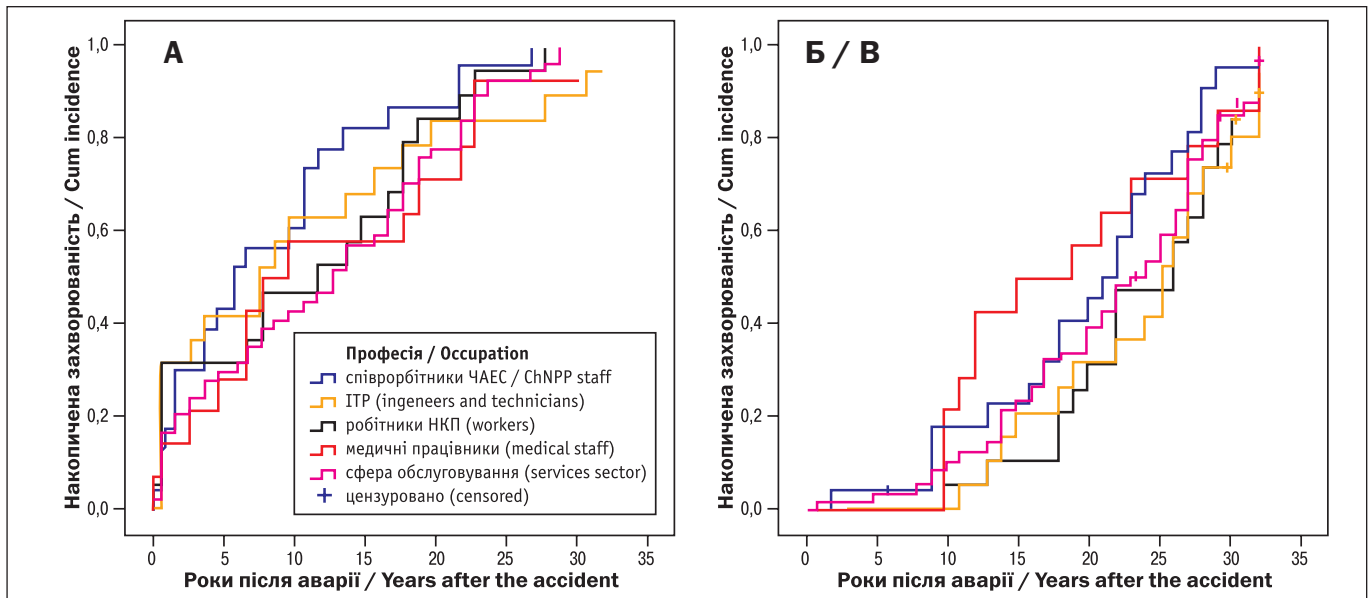 А
Накопичена захворюваність / Cum incidence
1,0
0,8
0,6
0,4
0,2
0,0
Професія / Occupation
співрорбітники ЧАЕС / ChNPP staff
ІТР (ingeneers and technicians)
робітники НКП (workers)
медичні працівники (medical staff)
сфера обслуговування (services sector)
цензуровано (censored)
0 5 10 15 20 25 30 35
Роки після аварії / Years after the accident
Б / В
Накопичена захворюваність / Cum incidence
1,0
0,8
0,6
0,4
0,2
0,0
0 5 10 15 20 25 30 35
Роки після аварії / Years after the accident